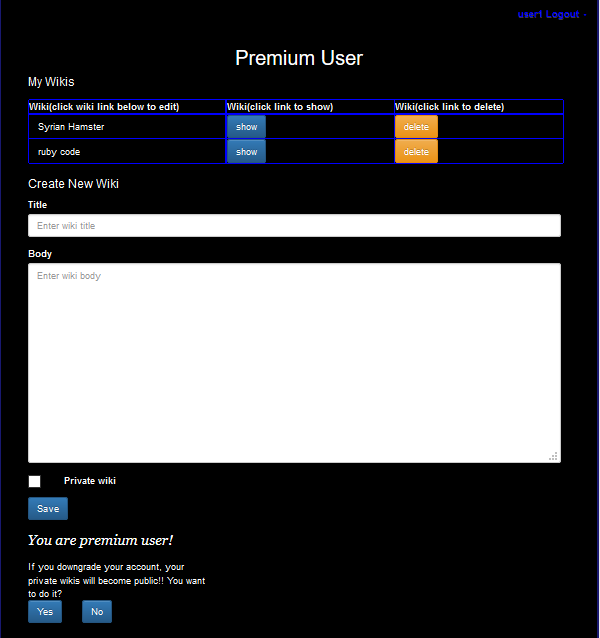 user1 Logout -
Premium User
My Wikis
Wiki(click wiki link below to edit) Wiki(click link to show) Wiki(click link to delete)
Syrian Hamster show delete
ruby code show delete
Create New Wiki
Title
Enter wiki title
Body
Enter wiki body
Private wiki
Save
You are premium user!
If you downgrade your account, your
private wikis will become public!! You want
to do it?
Yes No